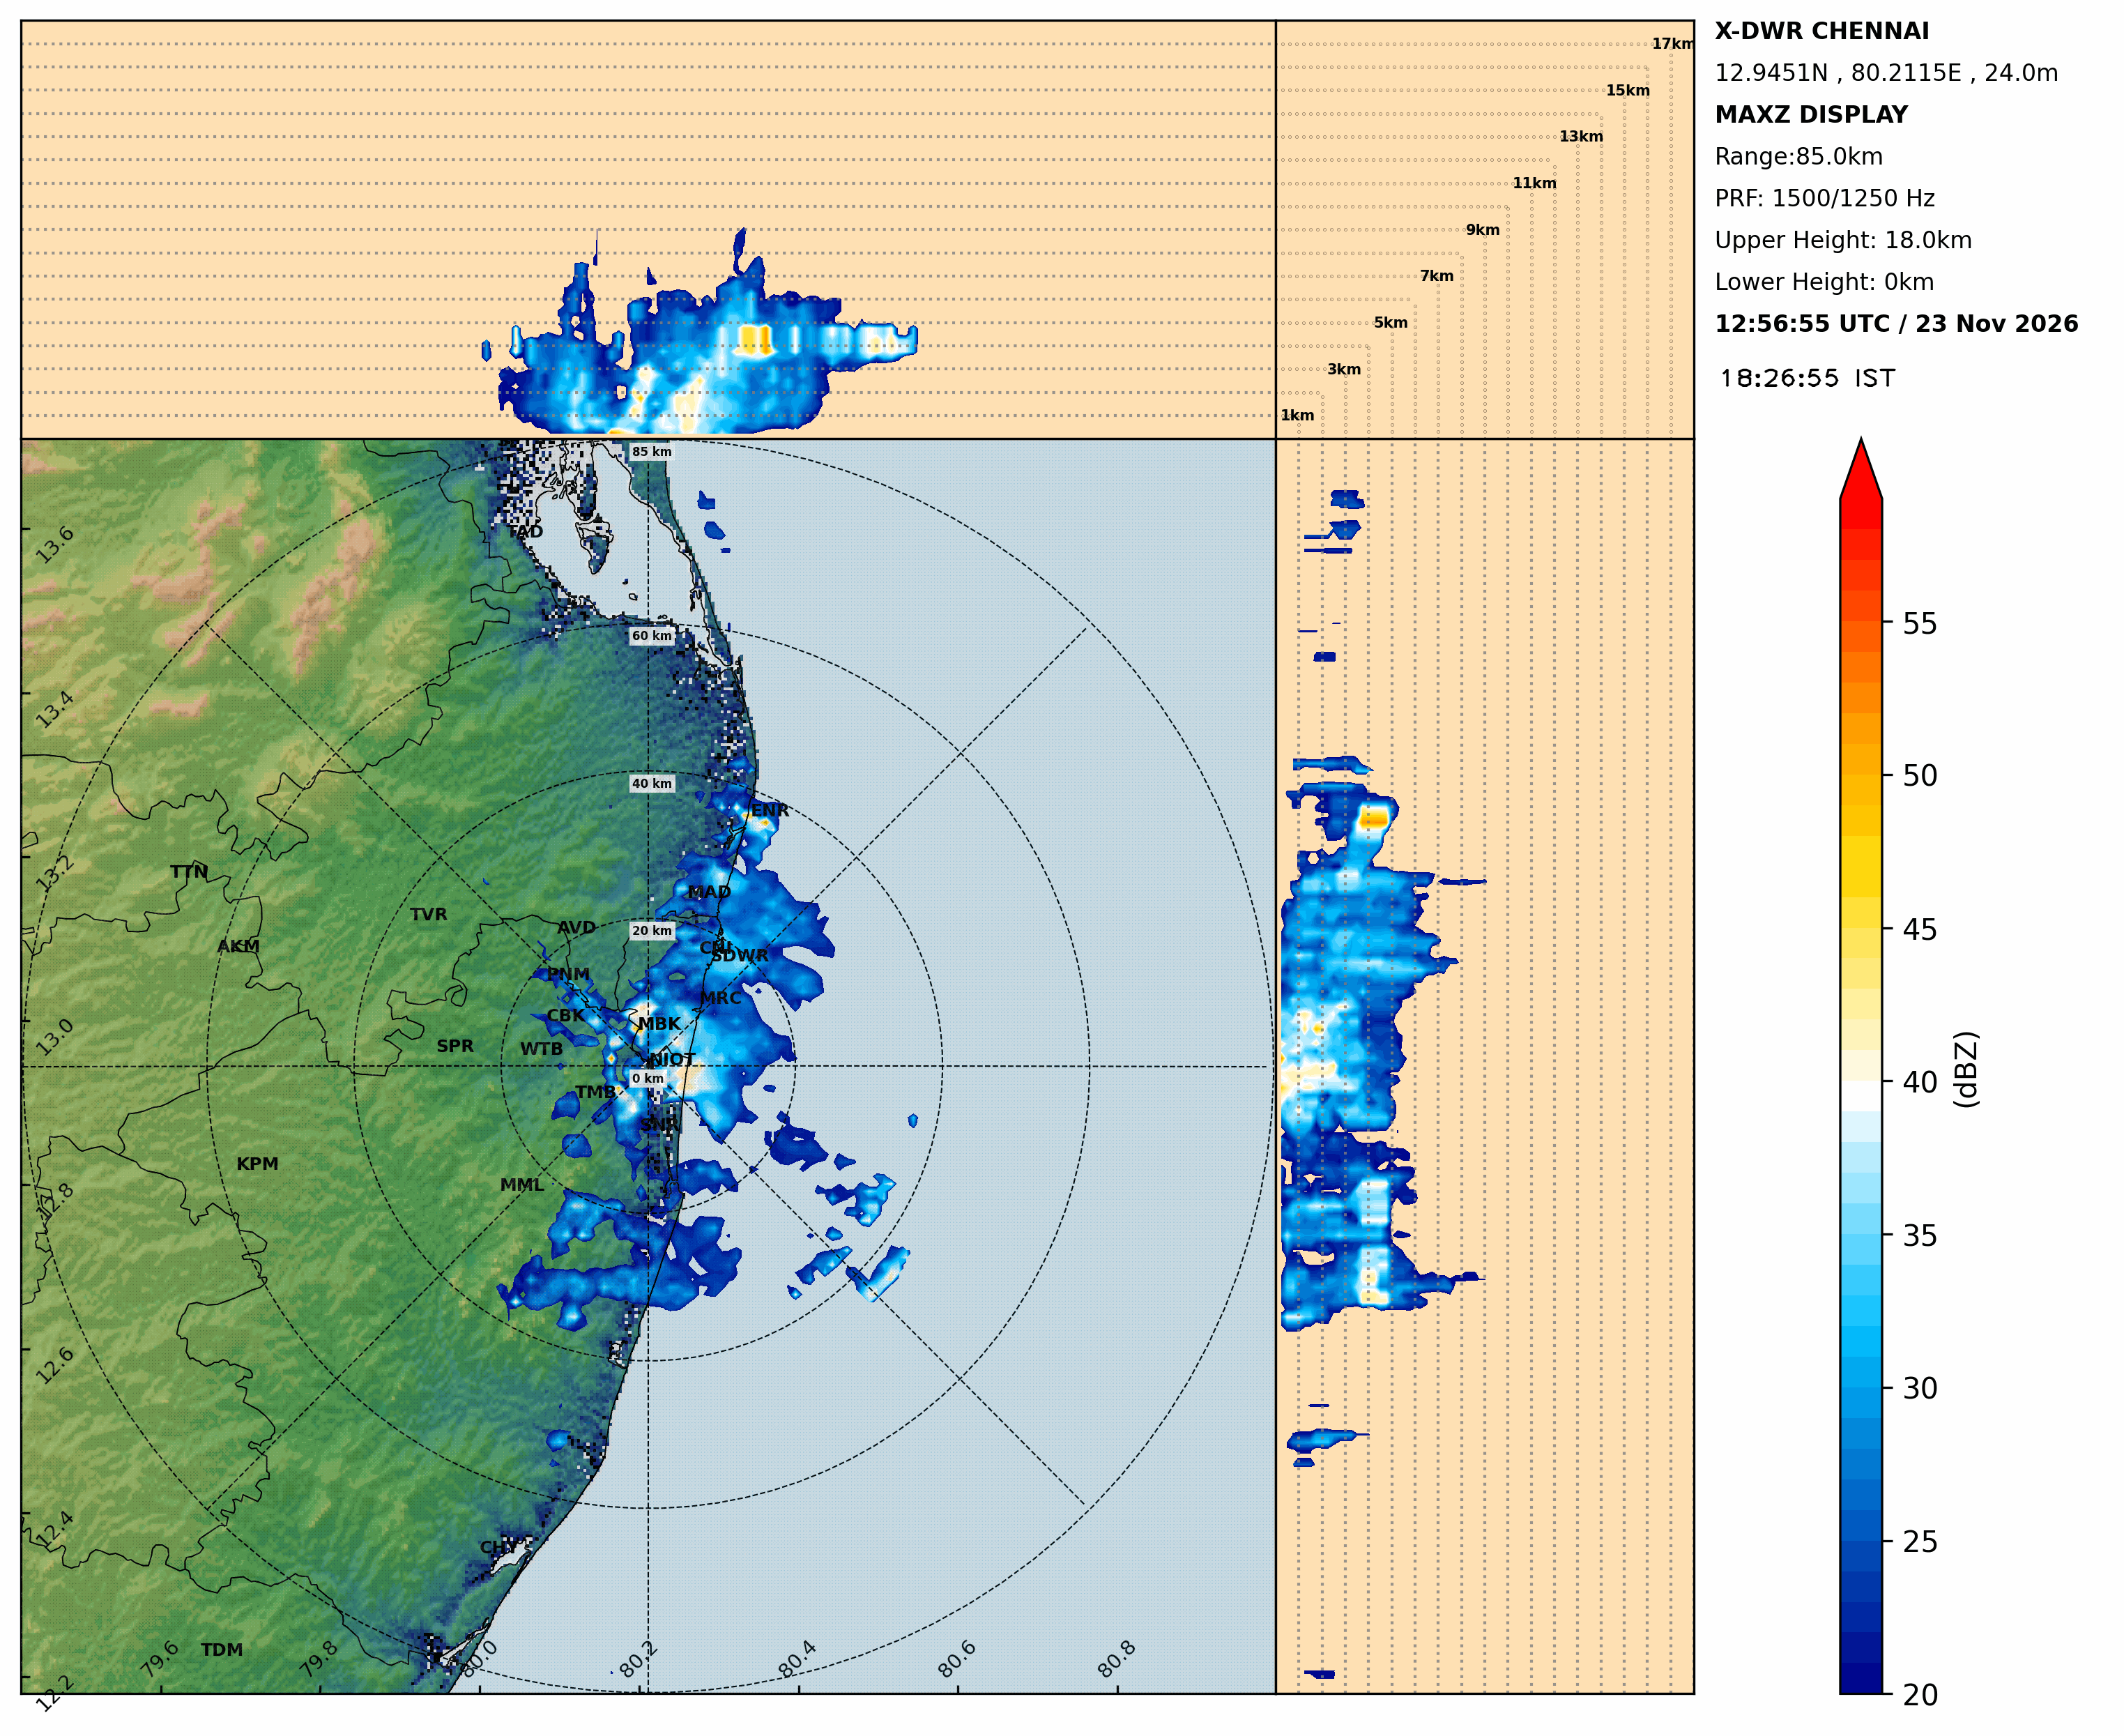 X-DWR CHENNAI
12.9451N , 80.2115E , 24.0m
MAXZ DISPLAY
Range:85.0km
PRF: 1500/1250 Hz
Upper Height: 18.0km
Lower Height: 0km
12:56:55 UTC / 23 Nov 2026
18:26:55 IST
17km
15km
13km
11km
9km
7km
5km
3km
1km
85 km
60 km
40 km
20 km
0 km
TAD
ENR
TTN
MAD
TVR
AVD
AKM
CNL
SDWR
PNM
MRC
CBK
MBK
SPR
WTB
NIOT
TMB
SNR
KPM
MML
CHY
TDM
13.6
13.4
13.2
13.0
12.8
12.6
12.4
12.2
79.6
79.8
80.0
80.2
80.4
80.6
80.8
55
50
45
40
35
30
25
20
(dBZ)